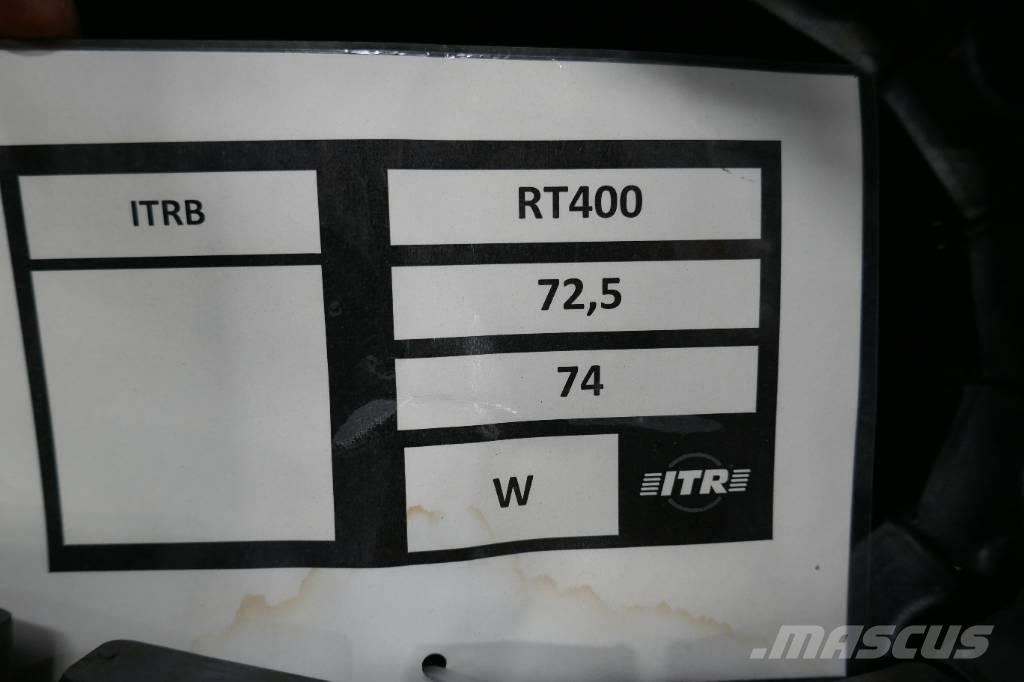 ITRB
RT400
72,5
74
W
ITR
MASCUS